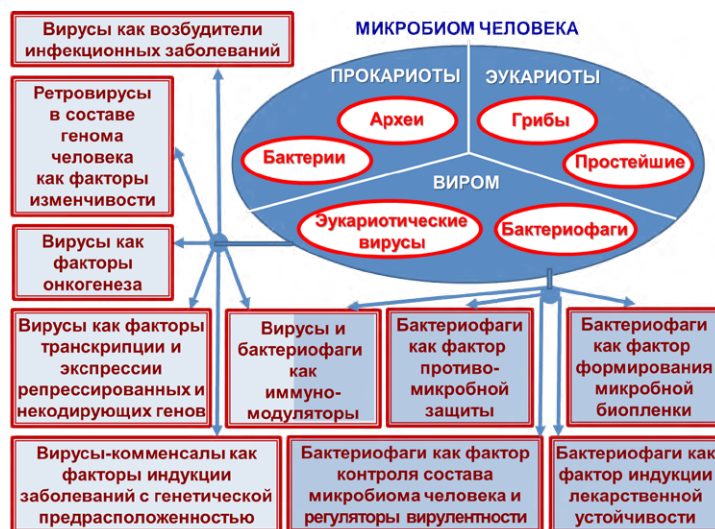 МИКРОБИОМ ЧЕЛОВЕКА
ПРОКАРИОТЫ
ЭУКАРИОТЫ
Археи
Грибы
Бактерии
Простейшие
ВИРОМ
Эукариотические
вирусы
Бактериофаги
Вирусы как возбудители
инфекционных заболеваний
Ретровирусы
в составе
генома
человека
как факторы
изменчивости
Вирусы как
факторы
онкогенеза
Вирусы как факторы
транскрипции и
экспрессии
репрессированных и
некодирующих генов
Вирусы и
бактериофаги
как
иммуно-
модуляторы
Бактериофаги
как фактор
противо-
микробной
защиты
Бактериофаги
как фактор
формирования
микробной
биопленки
Вирусы-комменсалы как
факторы индукции
заболеваний с генетической
предрасположенностью
Бактериофаги как фактор
контроля состава
микробиома человека и
регуляторы вирулентности
Бактериофаги как
фактор индукции
лекарственной
устойчивости